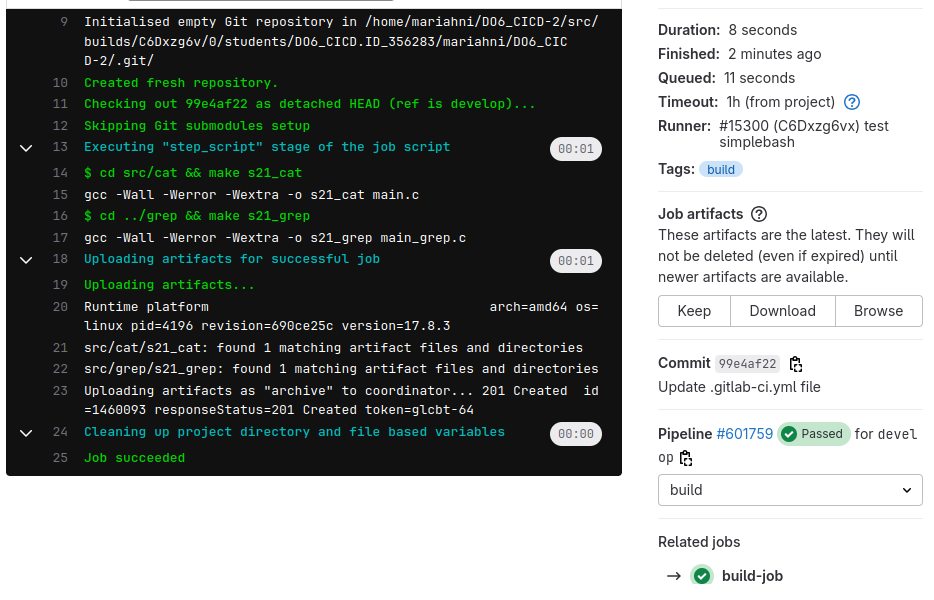 9 Initialised empty Git repository in /home/mariahni/DO6_CICD-2/src/
builds/C6Dxzg6v/0/students/DO6_CICD.ID_356283/mariahni/DO6_CIC
D-2/.git/
10 Created fresh repository.
11 Checking out 99e4af22 as detached HEAD (ref is develop)...
12 Skipping Git submodules setup
13 Executing "step_script" stage of the job script 00:01
14 $ cd src/cat && make s21_cat
15 gcc -Wall -Werror -Wextra -o s21_cat main.c
16 $ cd ../grep && make s21_grep
17 gcc -Wall -Werror -Wextra -o s21_grep main_grep.c
18 Uploading artifacts for successful job 00:01
19 Uploading artifacts...
20 Runtime platform arch=amd64 os=
linux pid=4196 revision=690ce25c version=17.8.3
21 src/cat/s21_cat: found 1 matching artifact files and directories
22 src/grep/s21_grep: found 1 matching artifact files and directories
23 Uploading artifacts as "archive" to coordinator... 201 Created id
=1460093 responseStatus=201 Created token=glcbt-64
24 Cleaning up project directory and file based variables 00:00
25 Job succeeded
Duration: 8 seconds
Finished: 2 minutes ago
Queued: 11 seconds
Timeout: 1h (from project)
Runner: #15300 (C6Dxzg6vx) test
simplebash
Tags: build
Job artifacts
These artifacts are the latest. They will
not be deleted (even if expired) until
newer artifacts are available.
Keep Download Browse
Commit 99e4af22
Update .gitlab-ci.yml file
Pipeline #601759 Passed for devel
op
build
Related jobs
→ build-job